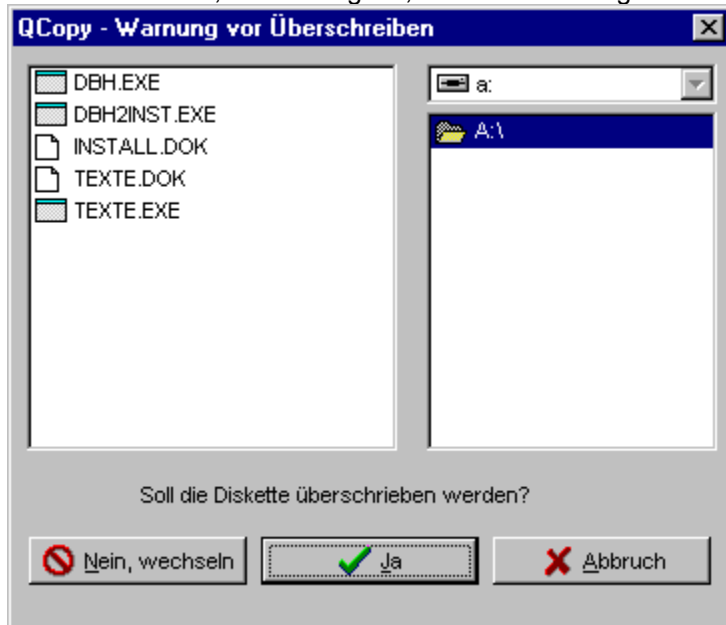 QCopy - Warnung vor Überschreiben
DBH.EXE
DBH2INST.EXE
INSTALL.DOK
TEXTE.DOK
TEXTE.EXE
a:
A:\
Soll die Diskette überschrieben werden?
Nein, wechseln
Ja
Abbruch